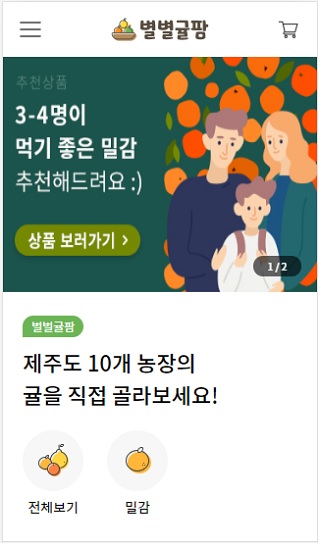 별별귤팜
추천상품
3-4명이
먹기 좋은 밀감
추천해드려요 :)
상품 보러가기 >
1/2
별별귤팜
제주도 10개 농장의
귤을 직접 골라보세요!
전체보기
밀감